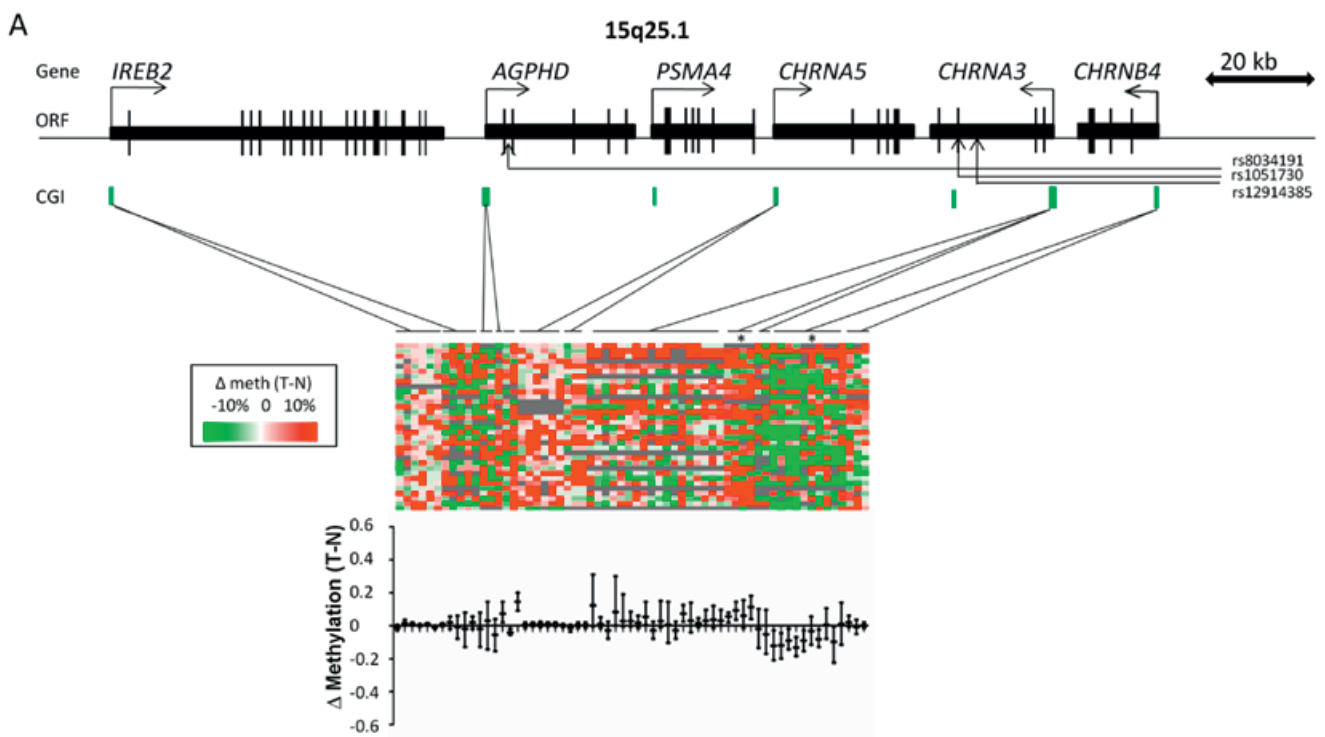 A
15q25.1
Gene IREB2 AGPHD PSMA4 CHRNA5 CHRNA3 CHRNB4 20 kb
ORF
rs8034191
rs1051730
CGI
rs12914385
* *
Δ meth (T-N)
-10% 0 10%
Δ Methylation (T-N)
0.6
0.4
0.2
0
-0.2
-0.4
-0.6